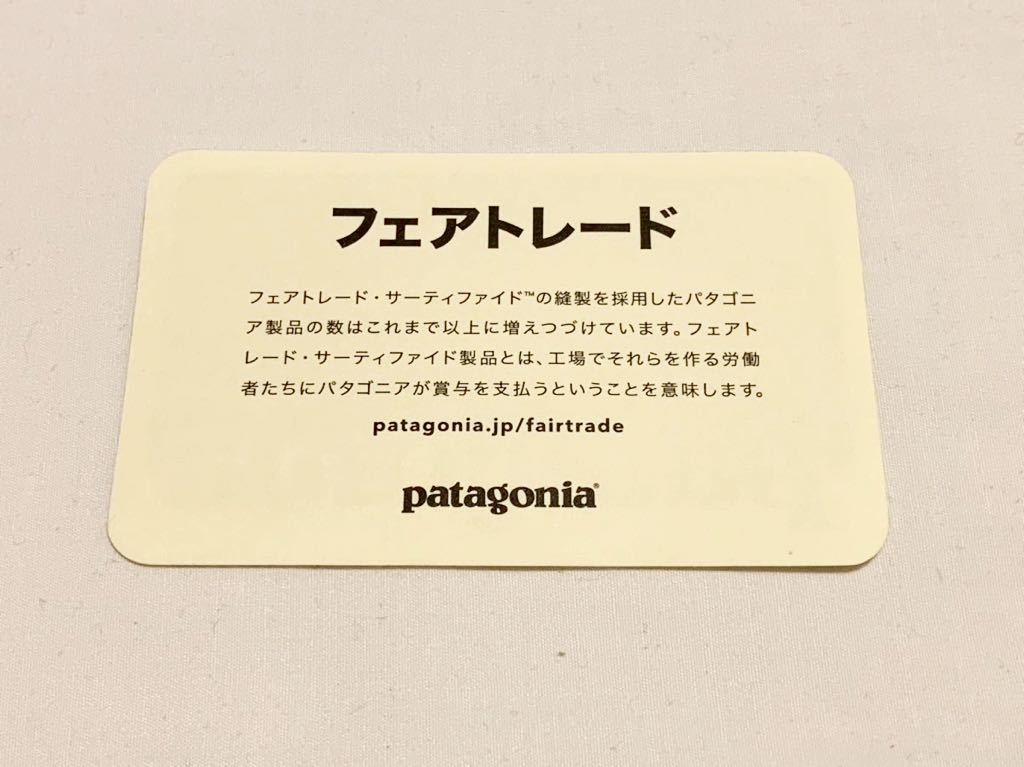 フェアトレード
フェアトレード・サーティファイド™の縫製を採用したパタゴニ
ア製品の数はこれまで以上に増えつづけています。フェアト
レード・サーティファイド製品とは、工場でそれらを作る労働
者たちにパタゴニアが賞与を支払うということを意味します。
patagonia.jp/fairtrade
patagonia®